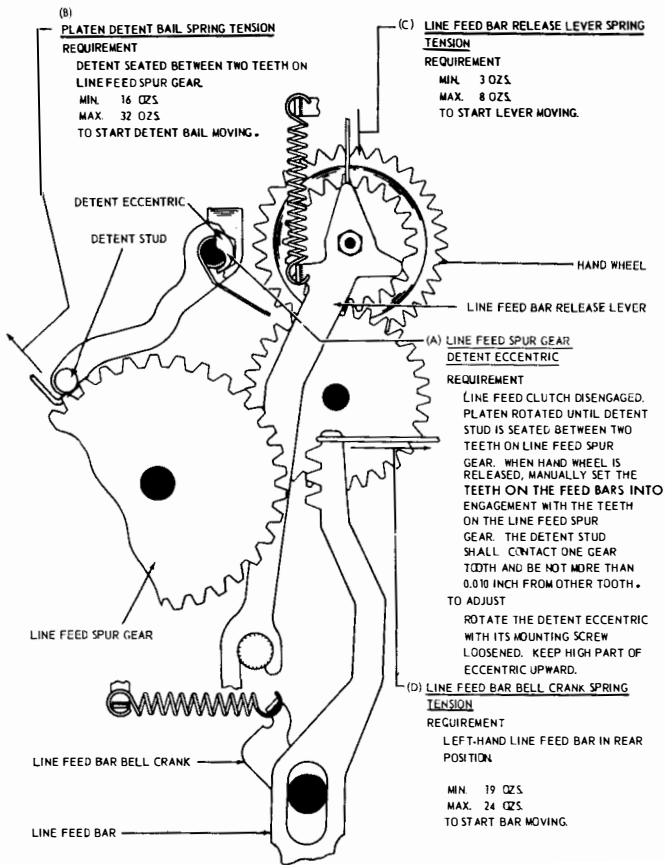 (B)
PLATEN DETENT BAIL SPRING TENSION
REQUIREMENT
DETENT SEATED BETWEEN TWO TEETH ON
LINE FEED SPUR GEAR.
MIN. 16 OZS.
MAX. 32 OZS.
TO START DETENT BAIL MOVING.
(C) LINE FEED BAR RELEASE LEVER SPRING
TENSION
REQUIREMENT
MIN. 3 OZS.
MAX. 8 OZS.
TO START LEVER MOVING.
DETENT ECCENTRIC
DETENT STUD
HAND WHEEL
LINE FEED BAR RELEASE LEVER
(A) LINE FEED SPUR GEAR
DETENT ECCENTRIC
REQUIREMENT
LINE FEED CLUTCH DISENGAGED.
PLATEN ROTATED UNTIL DETENT
STUD IS SEATED BETWEEN TWO
TEETH ON LINE FEED SPUR
GEAR. WHEN HAND WHEEL IS
RELEASED, MANUALLY SET THE
TEETH ON THE FEED BARS INTO
ENGAGEMENT WITH THE TEETH
ON THE LINE FEED SPUR
GEAR. THE DETENT STUD
SHALL CONTACT ONE GEAR
TOOTH AND BE NOT MORE THAN
0.010 INCH FROM OTHER TOOTH.
TO ADJUST
ROTATE THE DETENT ECCENTRIC
WITH ITS MOUNTING SCREW
LOOSENED. KEEP HIGH PART OF
ECCENTRIC UPWARD.
LINE FEED SPUR GEAR
(D) LINE FEED BAR BELL CRANK SPRING
TENSION
REQUIREMENT
LEFT-HAND LINE FEED BAR IN REAR
POSITION.
MIN. 19 OZS.
MAX. 24 OZS.
TO START BAR MOVING.
LINE FEED BAR BELL CRANK
LINE FEED BAR